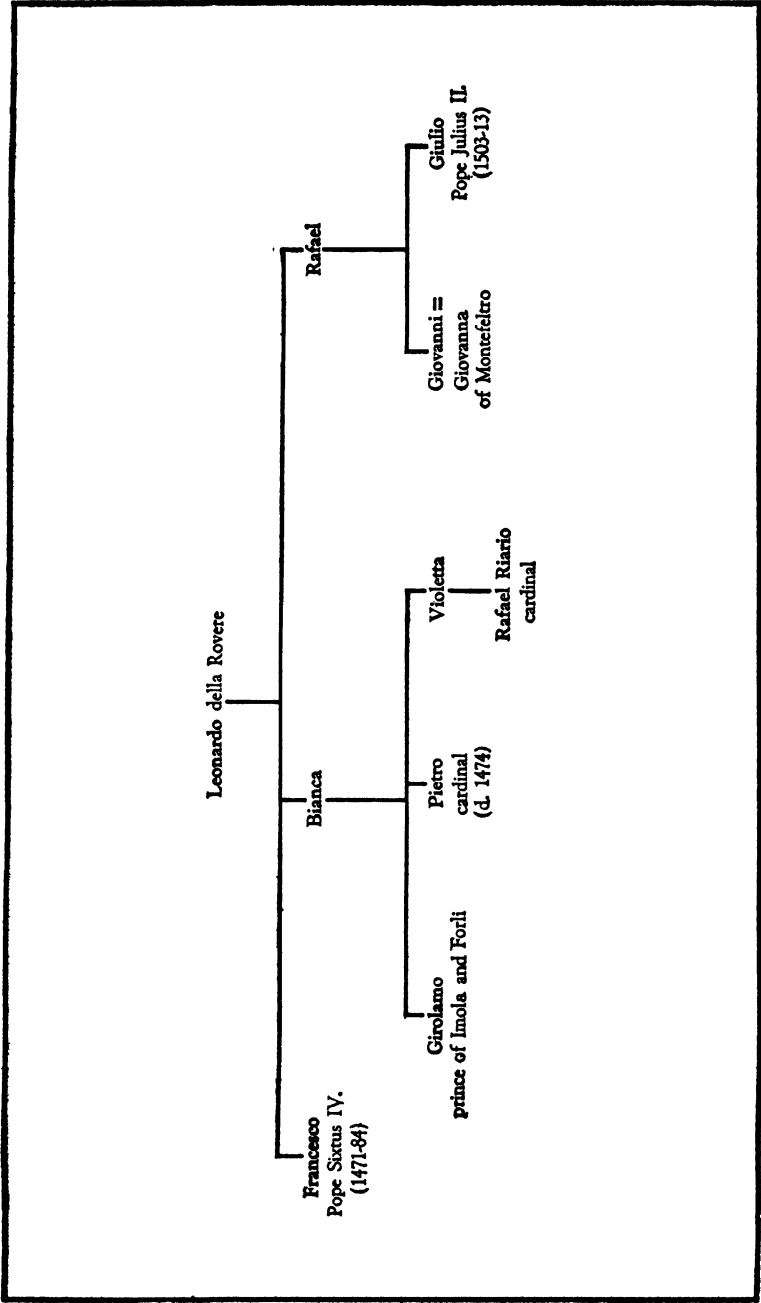 Leonardo della Rovere
Francesco
Pope Sixtus IV.
(1471-84)
Bianca
Rafael
Girolamo
prince of Imola and Forli
Pietro
cardinal
(d. 1474)
Violetta
Giovanni =
Giovanna
of Montefeltro
Giulio
Pope Julius II.
(1503-13)
Rafael Riario
cardinal